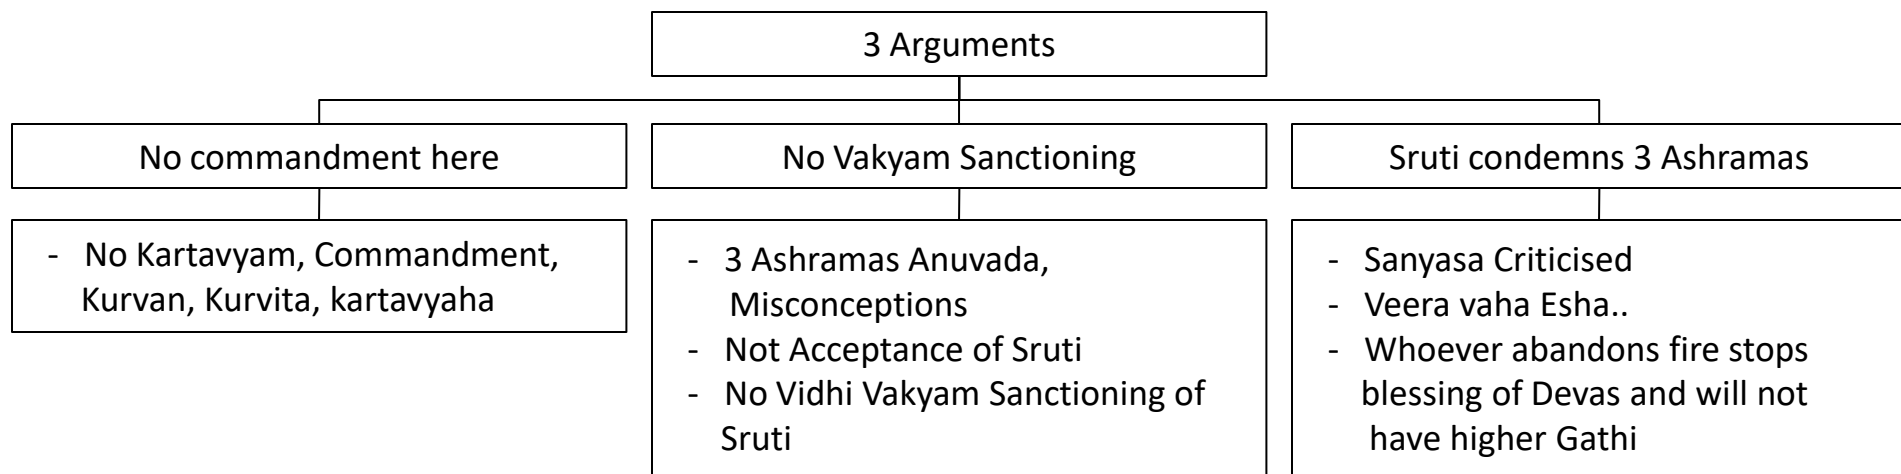 3 Arguments
No commandment here
No Vakyam Sanctioning
Sruti condemns 3 Ashramas
- No Kartavyam, Commandment,
Kurvan, Kurvita, kartavyaha
- 3 Ashramas Anuvada,
Misconceptions
- Not Acceptance of Sruti
- No Vidhi Vakyam Sanctioning of
Sruti
- Sanyasa Criticised
- Veera vaha Esha..
- Whoever abandons fire stops
blessing of Devas and will not
have higher Gathi